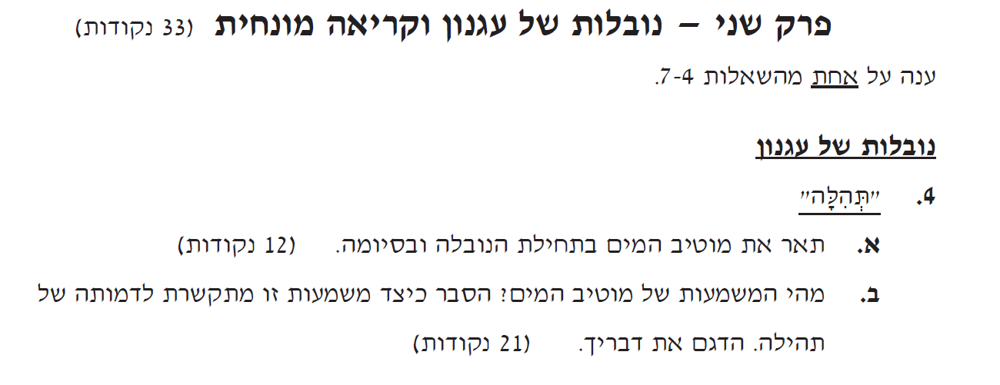 פרק שני – נובלות של עגנון וקריאה מונחית (33 נקודות)
ענה על אחת מהשאלות 4-7.
נובלות של עגנון
4. "תְּהִלָּה"
א. תאר את מוטיב המים בתחילת הנובלה ובסיומה. (12 נקודות)
ב. מהי המשמעות של מוטיב המים? הסבר כיצד משמעות זו מתקשרת לדמותה של
תהילה. הדגם את דבריך. (21 נקודות)